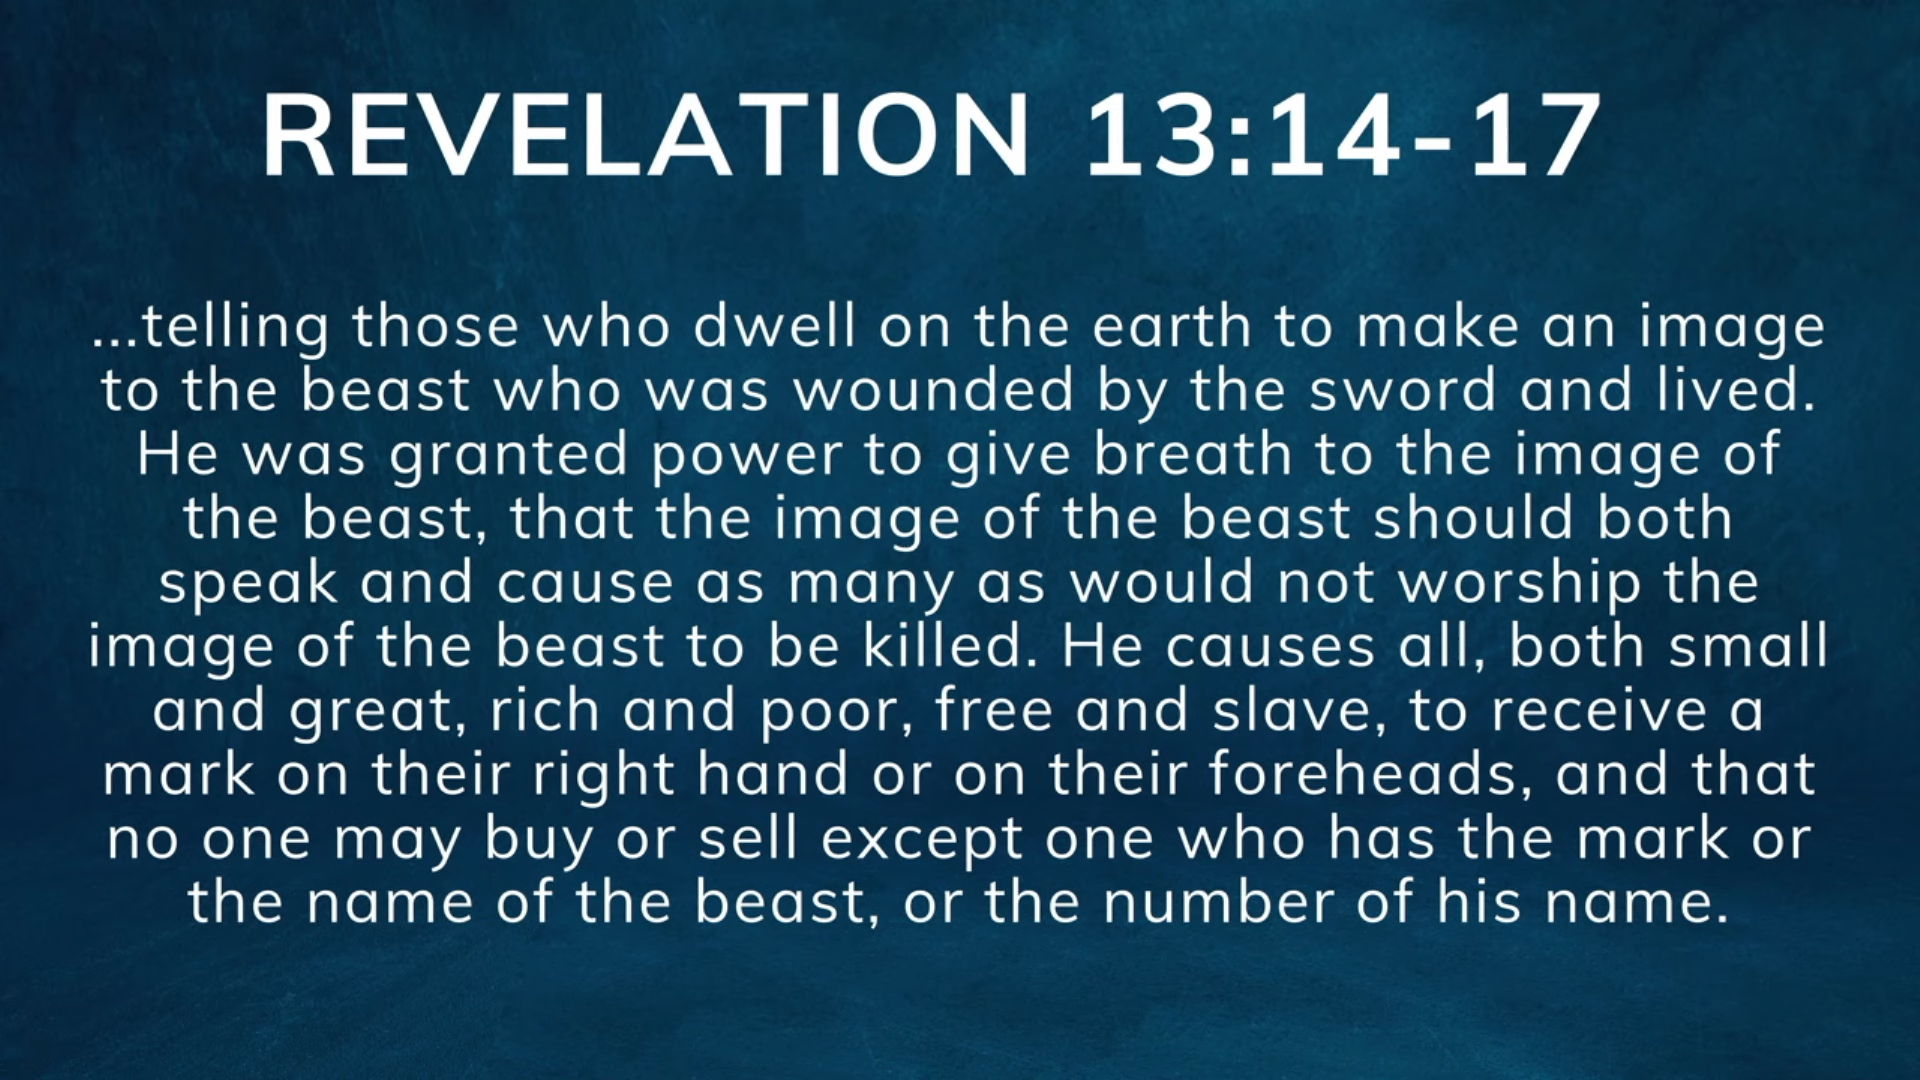 REVELATION 13:14-17
...telling those who dwell on the earth to make an image
to the beast who was wounded by the sword and lived.
He was granted power to give breath to the image of
the beast, that the image of the beast should both
speak and cause as many as would not worship the
image of the beast to be killed. He causes all, both small
and great, rich and poor, free and slave, to receive a
mark on their right hand or on their foreheads, and that
no one may buy or sell except one who has the mark or
the name of the beast, or the number of his name.